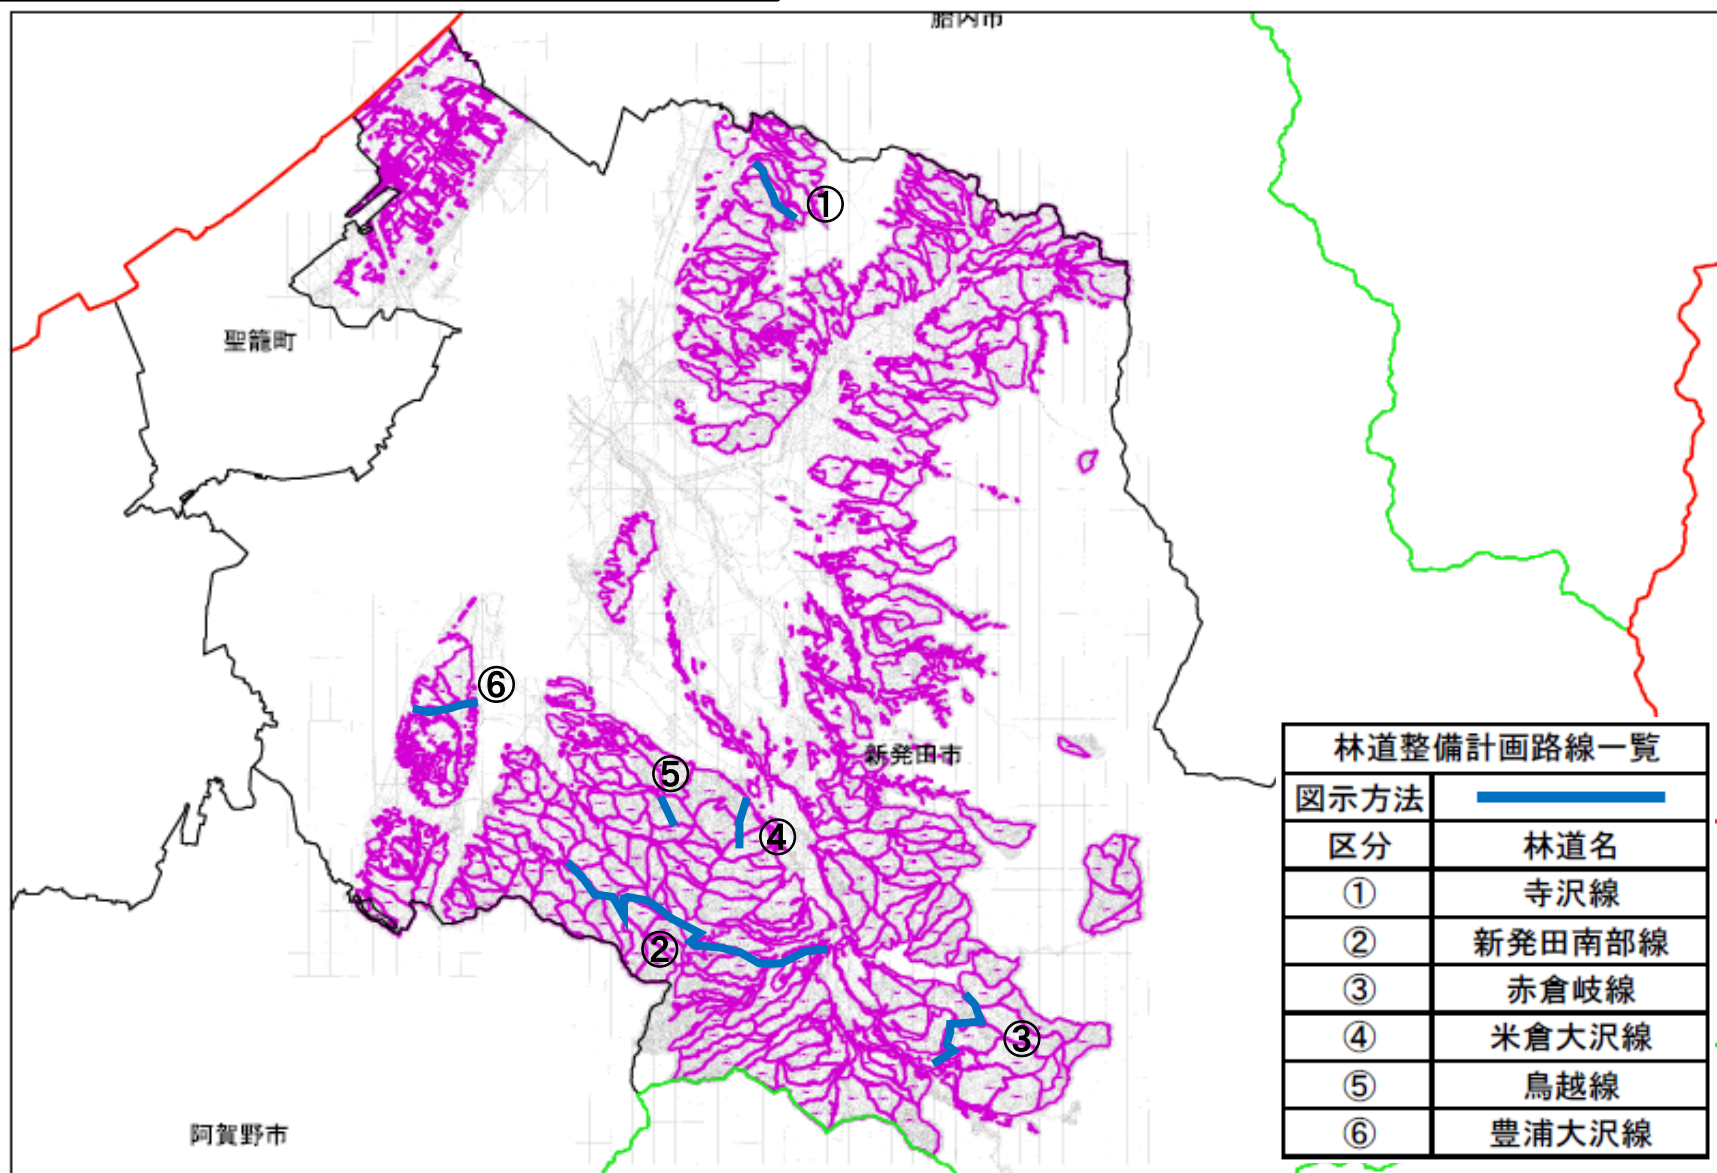 胎内市
①
聖籠町
⑥
新発田市
⑤
④
②
③
阿賀野市
林道整備計画路線一覧
図示方法
区分 林道名
① 寺沢線
② 新発田南部線
③ 赤倉岐線
④ 米倉大沢線
⑤ 鳥越線
⑥ 豊浦大沢線